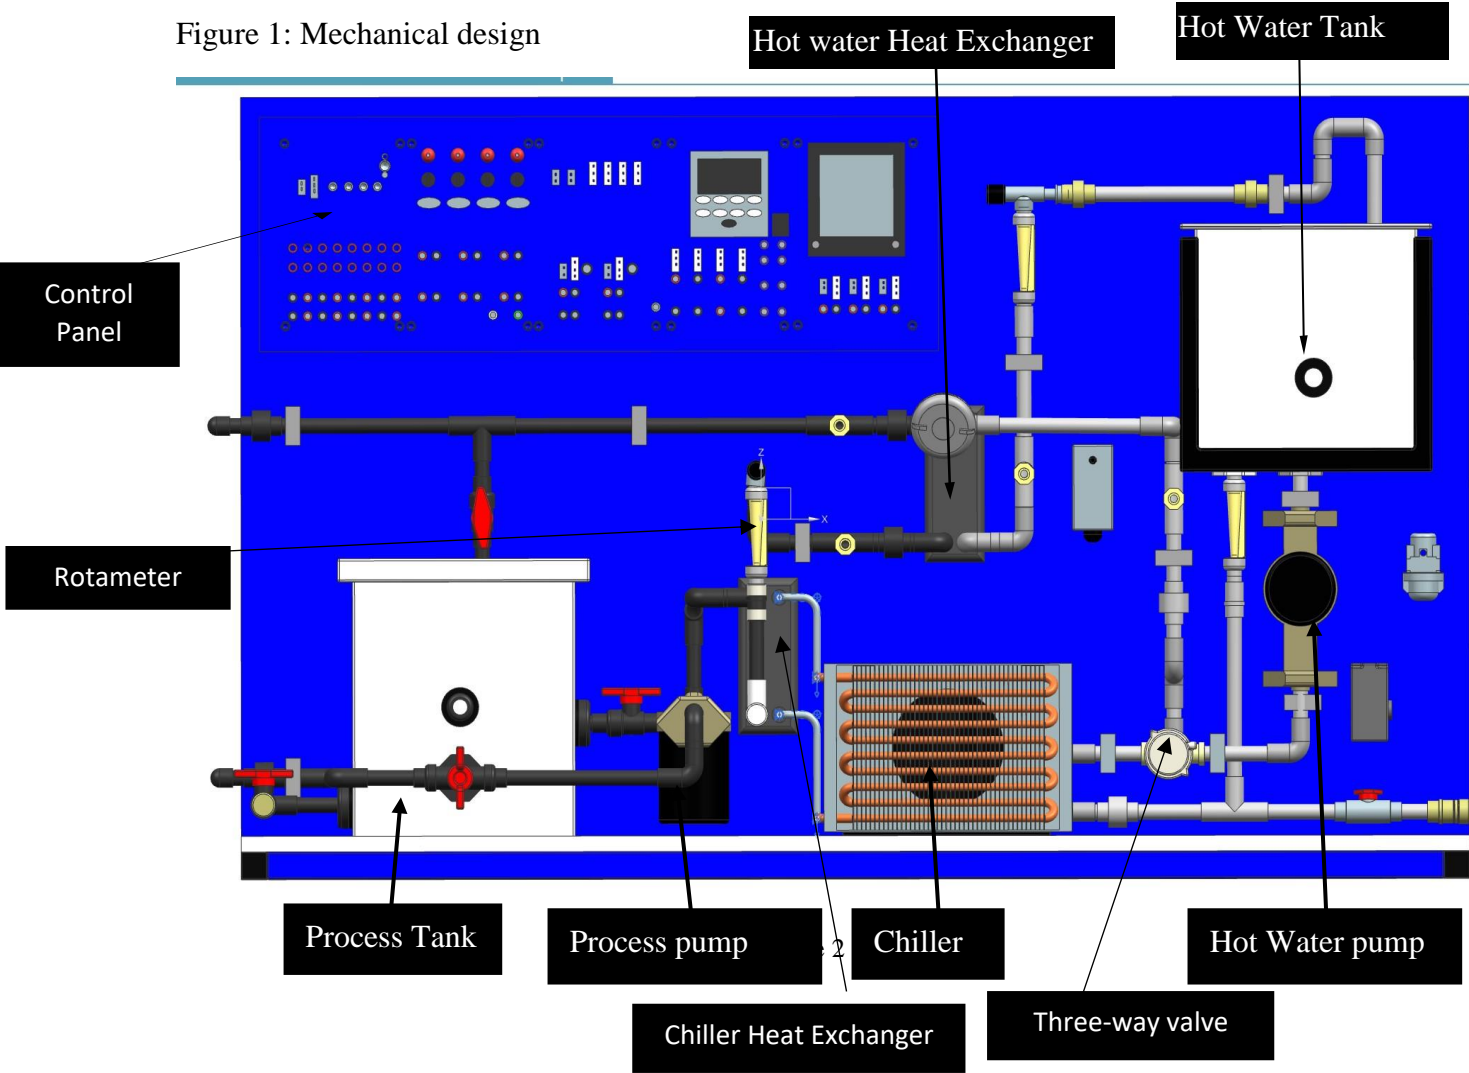 Figure 1: Mechanical design
Hot water Heat Exchanger
Hot Water Tank
Control
Panel
Z
X
Rotameter
Process Tank
Process pump
2
Chiller
Hot Water pump
Chiller Heat Exchanger
Three-way valve